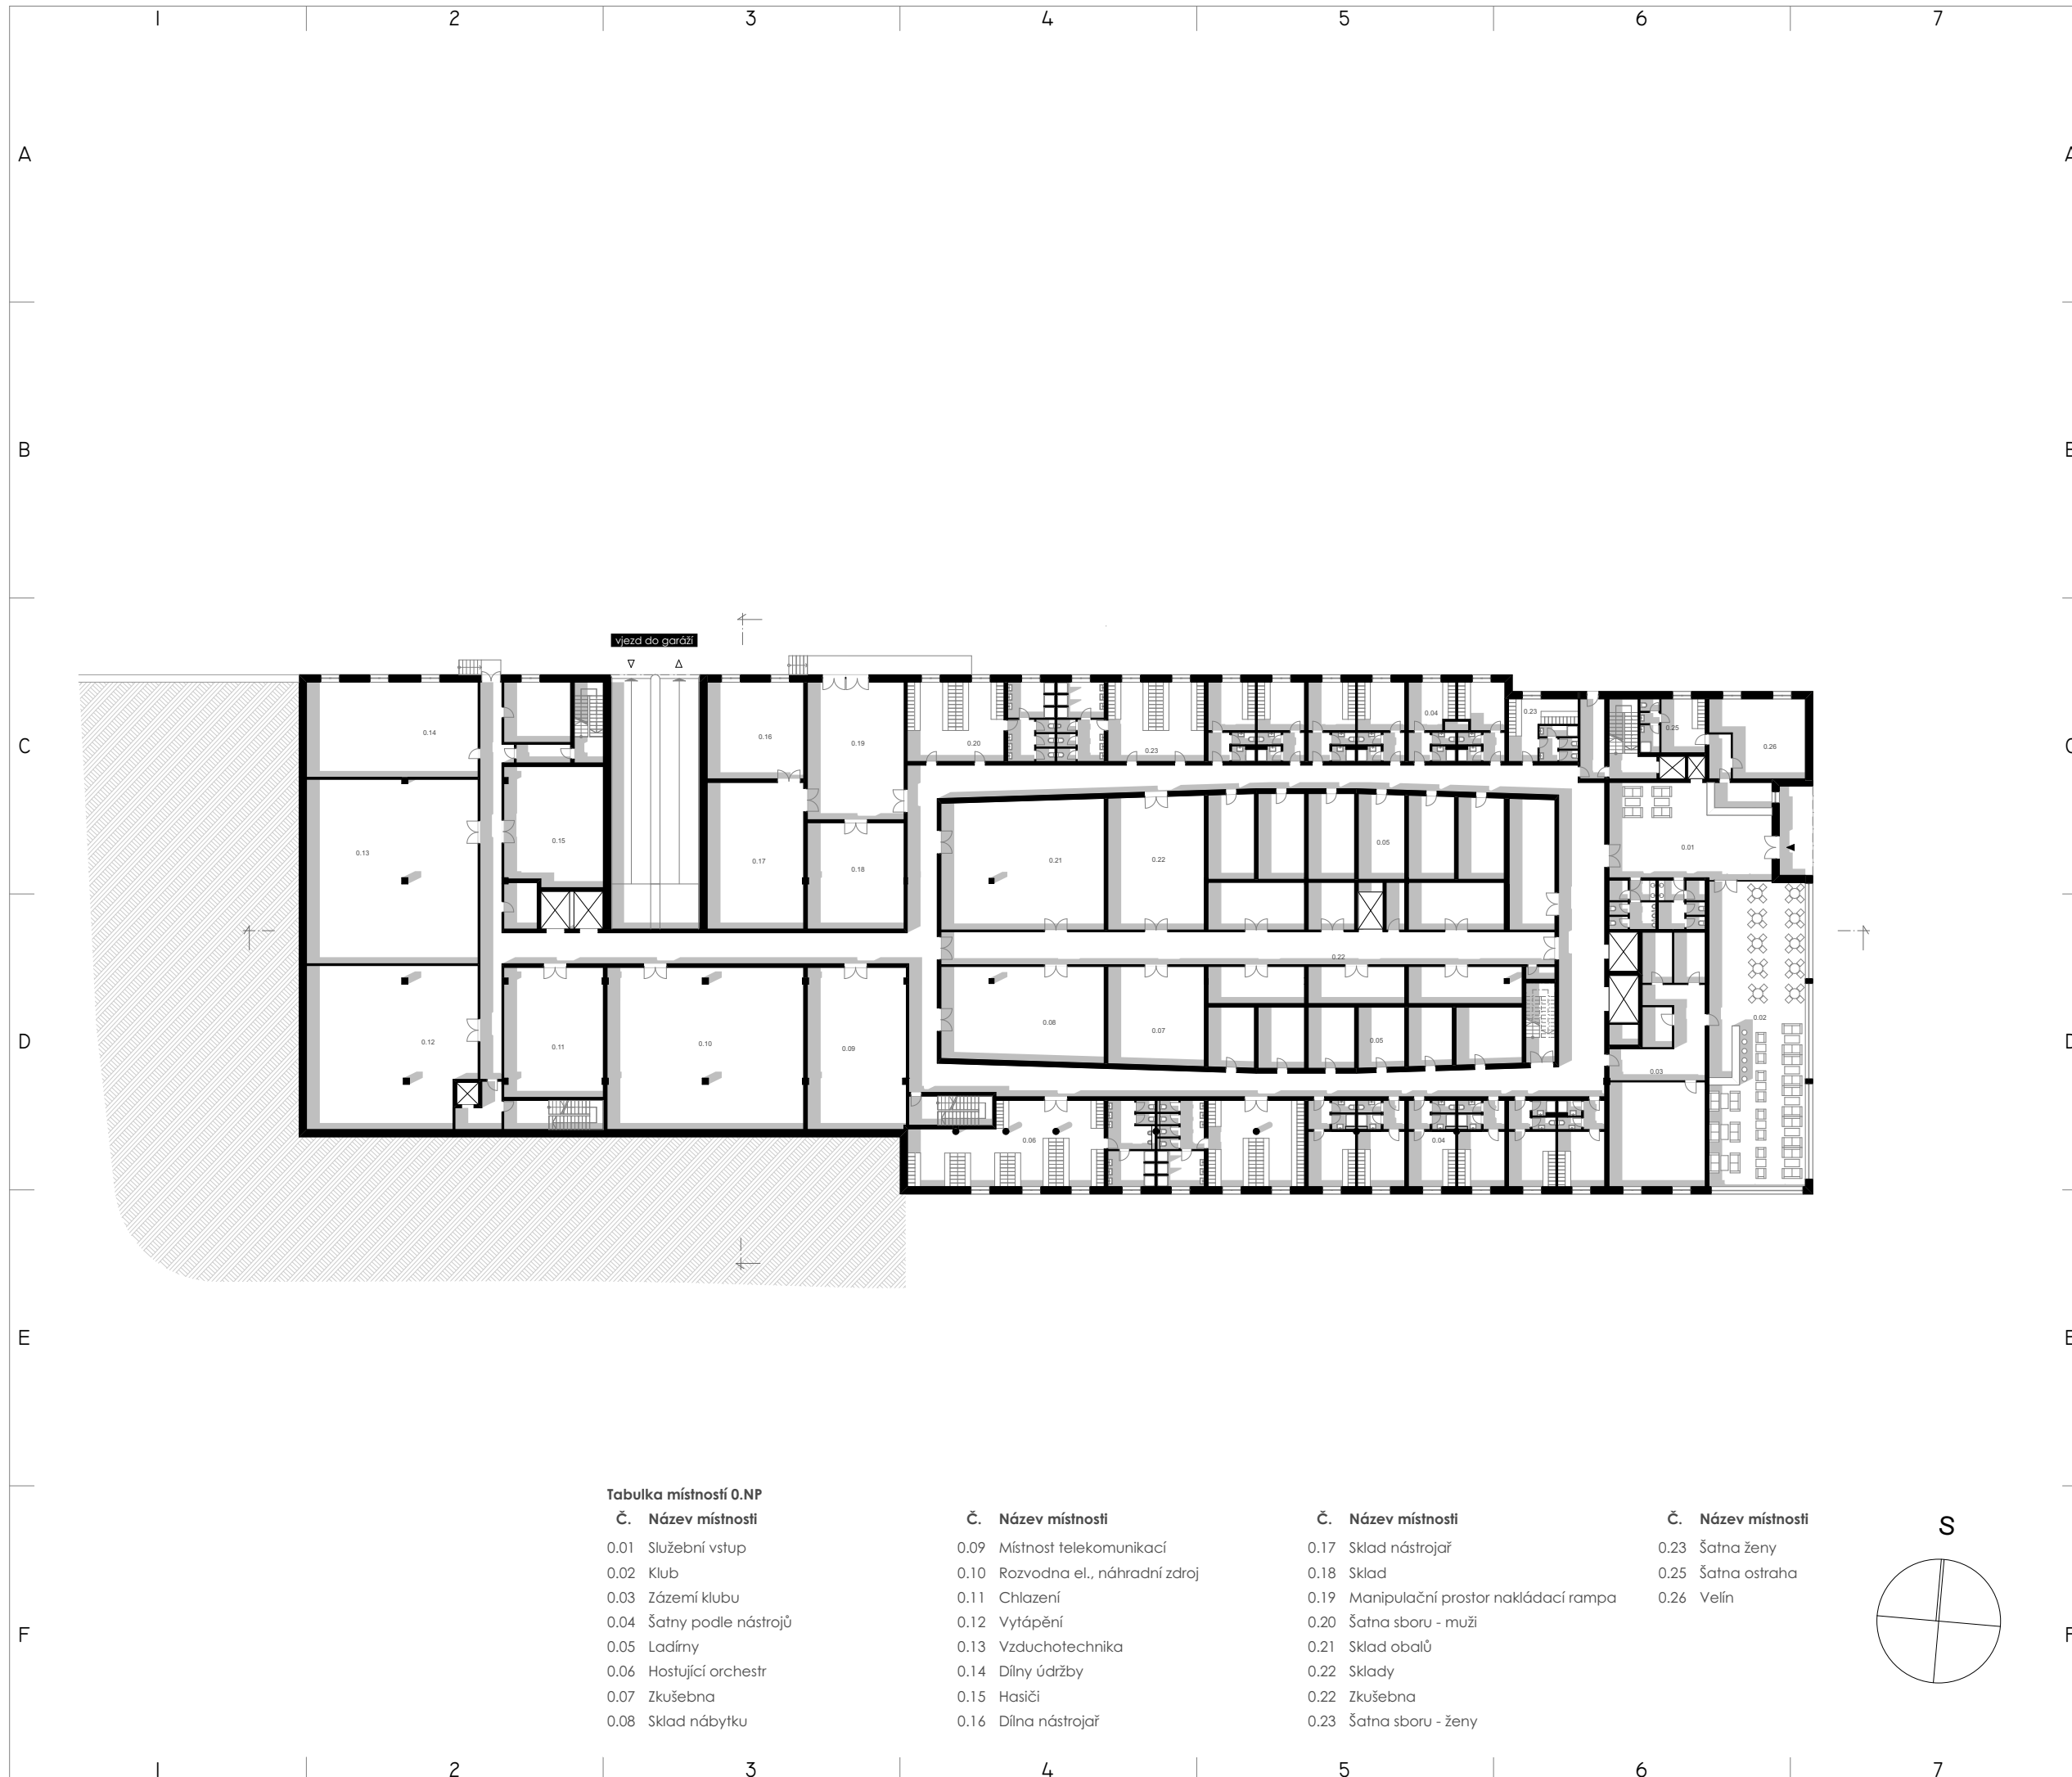 I 2 3 4 5 6 7
A A
B B
vjezd do garáží
C C
0.14 0.16 0.19 0.20 0.23 0.04 0.23 0.25 0.26
0.13 0.15 0.17 0.18 0.21 0.22 0.05 0.01
0.22
D D
0.12 0.11 0.10 0.09 0.08 0.07 0.05 0.02
0.03
0.06 0.04
E E
Tabulka místností 0.NP
Č. Název místnosti
0.01 Služební vstup
0.02 Klub
0.03 Zázemí klubu
0.04 Šatny podle nástrojů
0.05 Ladírny
0.06 Hostující orchestr
0.07 Zkušebna
0.08 Sklad nábytku
Č. Název místnosti
0.09 Místnost telekomunikací
0.10 Rozvodna el., náhradní zdroj
0.11 Chlazení
0.12 Vytápění
0.13 Vzduchotechnika
0.14 Dílny údržby
0.15 Hasiči
0.16 Dílna nástrojař
Č. Název místnosti
0.17 Sklad nástrojař
0.18 Sklad
0.19 Manipulační prostor nakládací rampa
0.20 Šatna sboru - muži
0.21 Sklad obalů
0.22 Sklady
0.22 Zkušebna
0.23 Šatna sboru - ženy
Č. Název místnosti
0.23 Šatna ženy
0.25 Šatna ostraha
0.26 Velín
S
F F
I 2 3 4 5 6 7